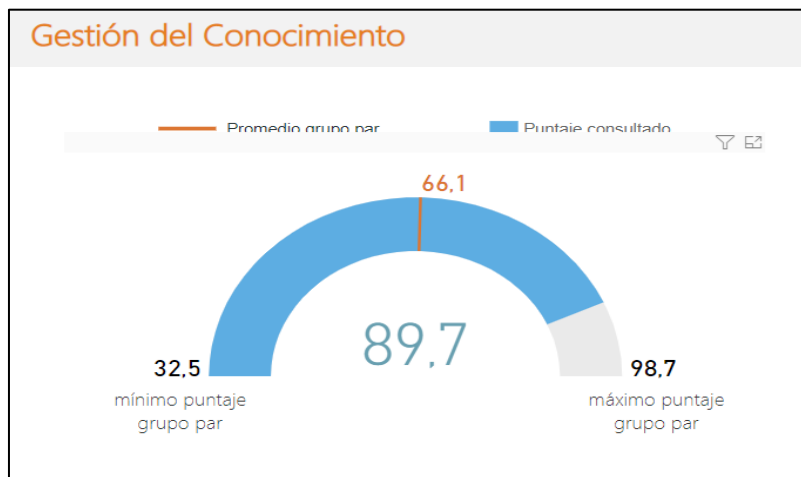 Gestión del Conocimiento
Promedio grupo par
Puntaje consultado
66,1
89,7
32,5
mínimo puntaje
grupo par
98,7
máximo puntaje
grupo par